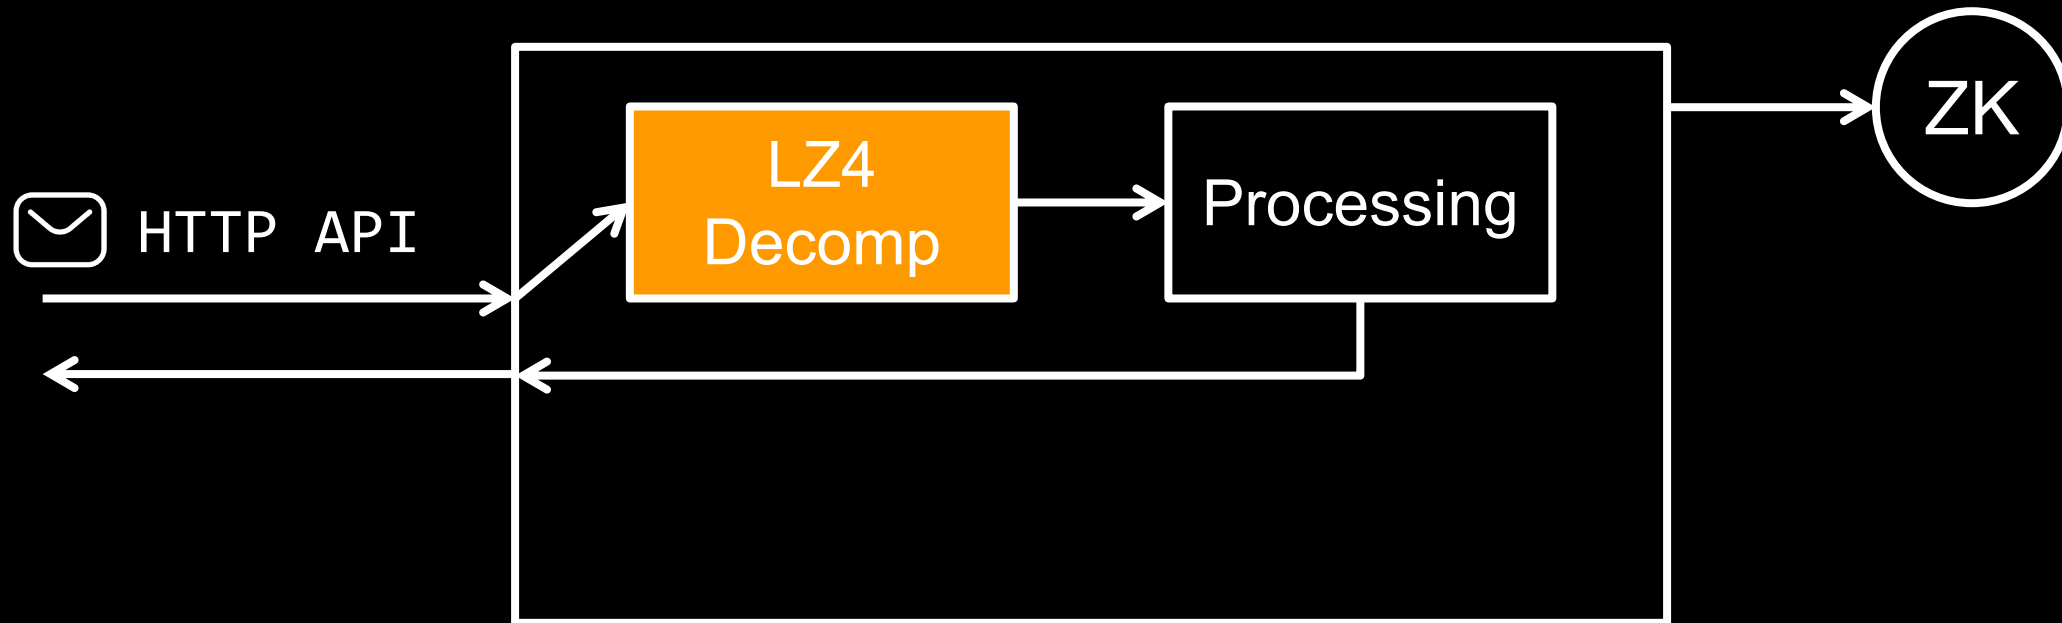 HTTP API
LZ4
Decomp
Processing
ZK